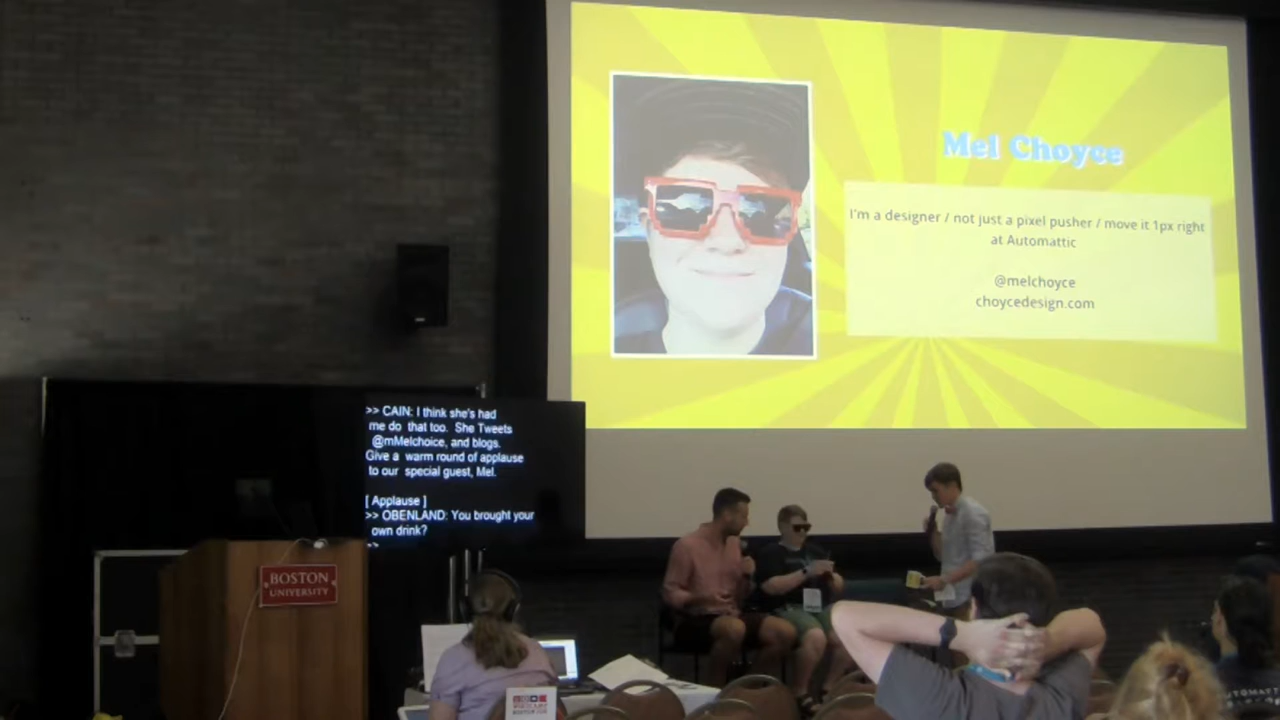 Mel Choyce
I'm a designer / not just a pixel pusher / move it 1px right
at Automattic
@melchoyce
choycedesign.com
>> CAIN: I think she's had
me do that too. She Tweets
@mMelchoice, and blogs.
Give a warm round of applause
to our special guest, Mel.
[ Applause ]
>> OBENLAND: You brought your
own drink?
>>
BOSTON
UNIVERSITY